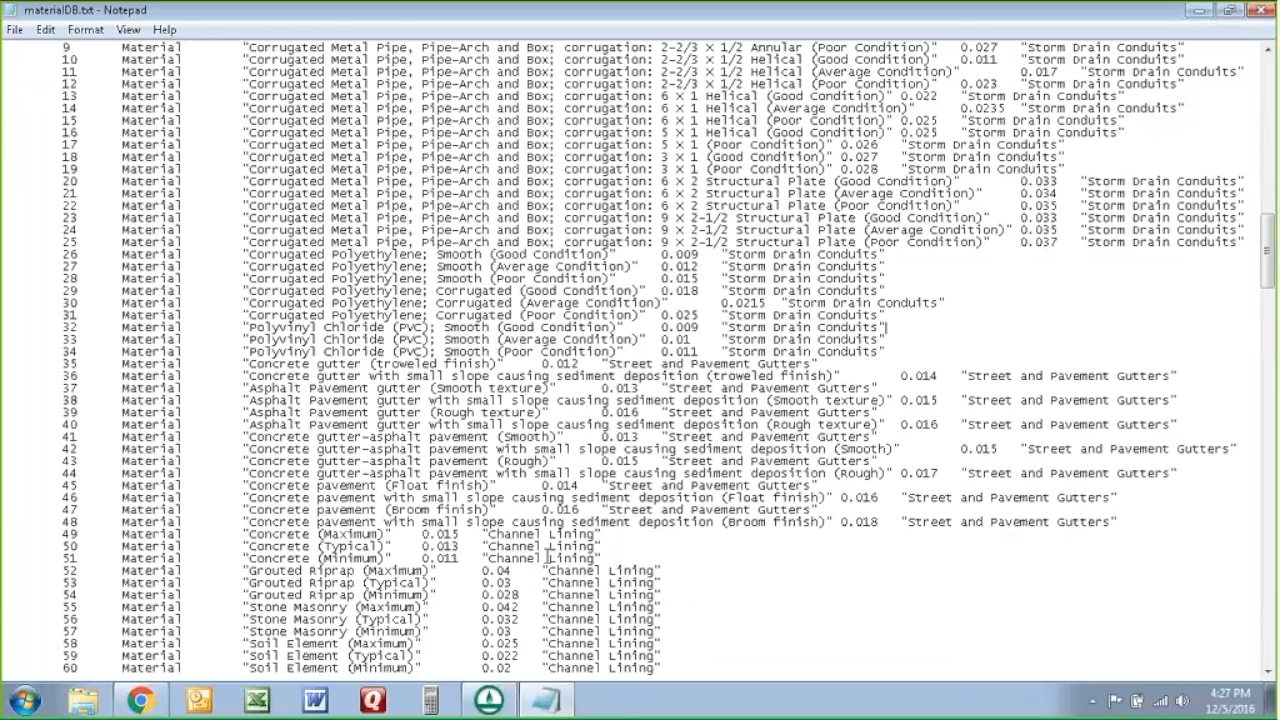 materialDB.txt - Notepad
File Edit Format View Help
9 Material "Corrugated Metal Pipe, Pipe-Arch and Box; corrugation: 2-2/3 × 1/2 Annular (Poor Condition)" 0.027 "Storm Drain Conduits"
10 Material "Corrugated Metal Pipe, Pipe-Arch and Box; corrugation: 2-2/3 × 1/2 Helical (Good Condition)" 0.011 "Storm Drain Conduits"
11 Material "Corrugated Metal Pipe, Pipe-Arch and Box; corrugation: 2-2/3 × 1/2 Helical (Average Condition)" 0.017 "Storm Drain Conduits"
12 Material "Corrugated Metal Pipe, Pipe-Arch and Box; corrugation: 2-2/3 × 1/2 Helical (Poor Condition)" 0.023 "Storm Drain Conduits"
13 Material "Corrugated Metal Pipe, Pipe-Arch and Box; corrugation: 6 × 1 Helical (Good Condition)" 0.022 "Storm Drain Conduits"
14 Material "Corrugated Metal Pipe, Pipe-Arch and Box; corrugation: 6 × 1 Helical (Average Condition)" 0.0235 "Storm Drain Conduits"
15 Material "Corrugated Metal Pipe, Pipe-Arch and Box; corrugation: 6 × 1 Helical (Poor Condition)" 0.025 "Storm Drain Conduits"
16 Material "Corrugated Metal Pipe, Pipe-Arch and Box; corrugation: 5 × 1 Helical (Good Condition)" 0.025 "Storm Drain Conduits"
17 Material "Corrugated Metal Pipe, Pipe-Arch and Box; corrugation: 5 × 1 (Poor Condition)" 0.026 "Storm Drain Conduits"
18 Material "Corrugated Metal Pipe, Pipe-Arch and Box; corrugation: 3 × 1 (Good Condition)" 0.027 "Storm Drain Conduits"
19 Material "Corrugated Metal Pipe, Pipe-Arch and Box; corrugation: 3 × 1 (Poor Condition)" 0.028 "Storm Drain Conduits"
20 Material "Corrugated Metal Pipe, Pipe-Arch and Box; corrugation: 6 × 2 Structural Plate (Good Condition)" 0.033 "Storm Drain Conduits"
21 Material "Corrugated Metal Pipe, Pipe-Arch and Box; corrugation: 6 × 2 Structural Plate (Average Condition)" 0.034 "Storm Drain Conduits"
22 Material "Corrugated Metal Pipe, Pipe-Arch and Box; corrugation: 6 × 2 Structural Plate (Poor Condition)" 0.035 "Storm Drain Conduits"
23 Material "Corrugated Metal Pipe, Pipe-Arch and Box; corrugation: 9 × 2-1/2 Structural Plate (Good Condition)" 0.033 "Storm Drain Conduits"
24 Material "Corrugated Metal Pipe, Pipe-Arch and Box; corrugation: 9 × 2-1/2 Structural Plate (Average Condition)" 0.035 "Storm Drain Conduits"
25 Material "Corrugated Metal Pipe, Pipe-Arch and Box; corrugation: 9 × 2-1/2 Structural Plate (Poor Condition)" 0.037 "Storm Drain Conduits"
26 Material "Corrugated Polyethylene; Smooth (Good Condition)" 0.009 "Storm Drain Conduits"
27 Material "Corrugated Polyethylene; Smooth (Average Condition)" 0.012 "Storm Drain Conduits"
28 Material "Corrugated Polyethylene; Smooth (Poor Condition)" 0.015 "Storm Drain Conduits"
29 Material "Corrugated Polyethylene; Corrugated (Good Condition)" 0.018 "Storm Drain Conduits"
30 Material "Corrugated Polyethylene; Corrugated (Average Condition)" 0.0215 "Storm Drain Conduits"
31 Material "Corrugated Polyethylene; Corrugated (Poor Condition)" 0.025 "Storm Drain Conduits"
32 Material "Polyvinyl Chloride (PVC); Smooth (Good Condition)" 0.009 "Storm Drain Conduits"
33 Material "Polyvinyl Chloride (PVC); Smooth (Average Condition)" 0.01 "Storm Drain Conduits"
34 Material "Polyvinyl Chloride (PVC); Smooth (Poor Condition)" 0.011 "Storm Drain Conduits"
35 Material "Concrete gutter (troweled finish)" 0.012 "Street and Pavement Gutters"
36 Material "Concrete gutter with small slope causing sediment deposition (troweled finish)" 0.014 "Street and Pavement Gutters"
37 Material "Asphalt Pavement gutter (Smooth texture)" 0.013 "Street and Pavement Gutters"
38 Material "Asphalt Pavement gutter with small slope causing sediment deposition (Smooth texture)" 0.015 "Street and Pavement Gutters"
39 Material "Asphalt Pavement gutter (Rough texture)" 0.016 "Street and Pavement Gutters"
40 Material "Asphalt Pavement gutter with small slope causing sediment deposition (Rough texture)" 0.016 "Street and Pavement Gutters"
41 Material "Concrete gutter-asphalt pavement (Smooth)" 0.013 "Street and Pavement Gutters"
42 Material "Concrete gutter-asphalt pavement with small slope causing sediment deposition (Smooth)" 0.015 "Street and Pavement Gutters"
43 Material "Concrete gutter-asphalt pavement (Rough)" 0.015 "Street and Pavement Gutters"
44 Material "Concrete gutter-asphalt pavement with small slope causing sediment deposition (Rough)" 0.017 "Street and Pavement Gutters"
45 Material "Concrete pavement (Float finish)" 0.014 "Street and Pavement Gutters"
46 Material "Concrete pavement with small slope causing sediment deposition (Float finish)" 0.016 "Street and Pavement Gutters"
47 Material "Concrete pavement (Broom finish)" 0.016 "Street and Pavement Gutters"
48 Material "Concrete pavement with small slope causing sediment deposition (Broom finish)" 0.018 "Street and Pavement Gutters"
49 Material "Concrete (Maximum)" 0.015 "Channel Lining"
50 Material "Concrete (Typical)" 0.013 "Channel Lining"
51 Material "Concrete (Minimum)" 0.011 "Channel Lining"
52 Material "Grouted Riprap (Maximum)" 0.04 "Channel Lining"
53 Material "Grouted Riprap (Typical)" 0.03 "Channel Lining"
54 Material "Grouted Riprap (Minimum)" 0.028 "Channel Lining"
55 Material "Stone Masonry (Maximum)" 0.042 "Channel Lining"
56 Material "Stone Masonry (Typical)" 0.032 "Channel Lining"
57 Material "Stone Masonry (Minimum)" 0.03 "Channel Lining"
58 Material "Soil Element (Maximum)" 0.025 "Channel Lining"
59 Material "Soil Element (Typical)" 0.022 "Channel Lining"
60 Material "Soil Element (Minimum)" 0.02 "Channel Lining"
4:27 PM
12/5/2016